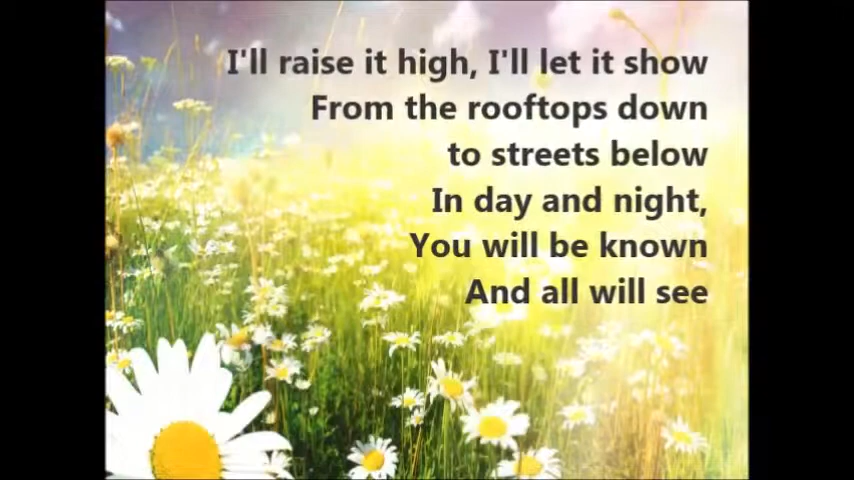 I'll raise it high, I'll let it show
From the rooftops down
to streets below
In day and night,
You will be known
And all will see